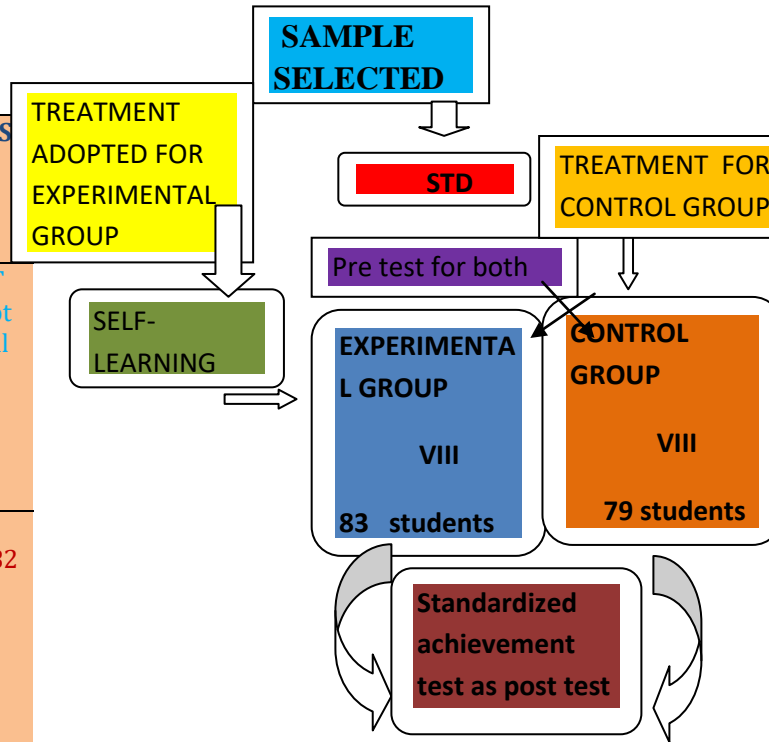 SAMPLE
SELECTED
TREATMENT
ADOPTED FOR
EXPERIMENTAL
GROUP
S
STD
TREATMENT FOR
CONTROL GROUP
Pre test for both
SELF-
LEARNING
EXPERIMENTA
L GROUP
VIII
83 students
CONTROL
GROUP
VIII
79 students
Standardized
achievement
test as post test